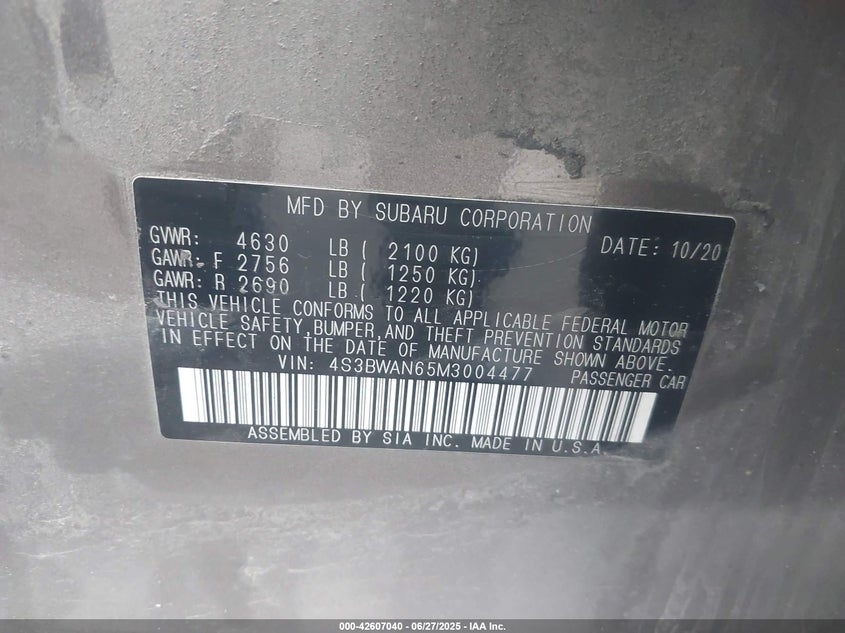 MFD BY SUBARU CORPORATION
GVWR: 4630 LB ( 2100 KG) DATE: 10/20
GAWR: F 2756 LB ( 1250 KG)
GAWR: R 2690 LB ( 1220 KG)
THIS VEHICLE CONFORMS TO ALL APPLICABLE FEDERAL MOTOR
VEHICLE SAFETY, BUMPER, AND THEFT PREVENTION STANDARDS
IN EFFECT ON THE DATE OF MANUFACTURE SHOWN ABOVE.
VIN: 4S3BWAN65M3004477 PASSENGER CAR
ASSEMBLED BY SIA INC. MADE IN U.S.A
000-42607040 - 06/27/2025 - IAA Inc.